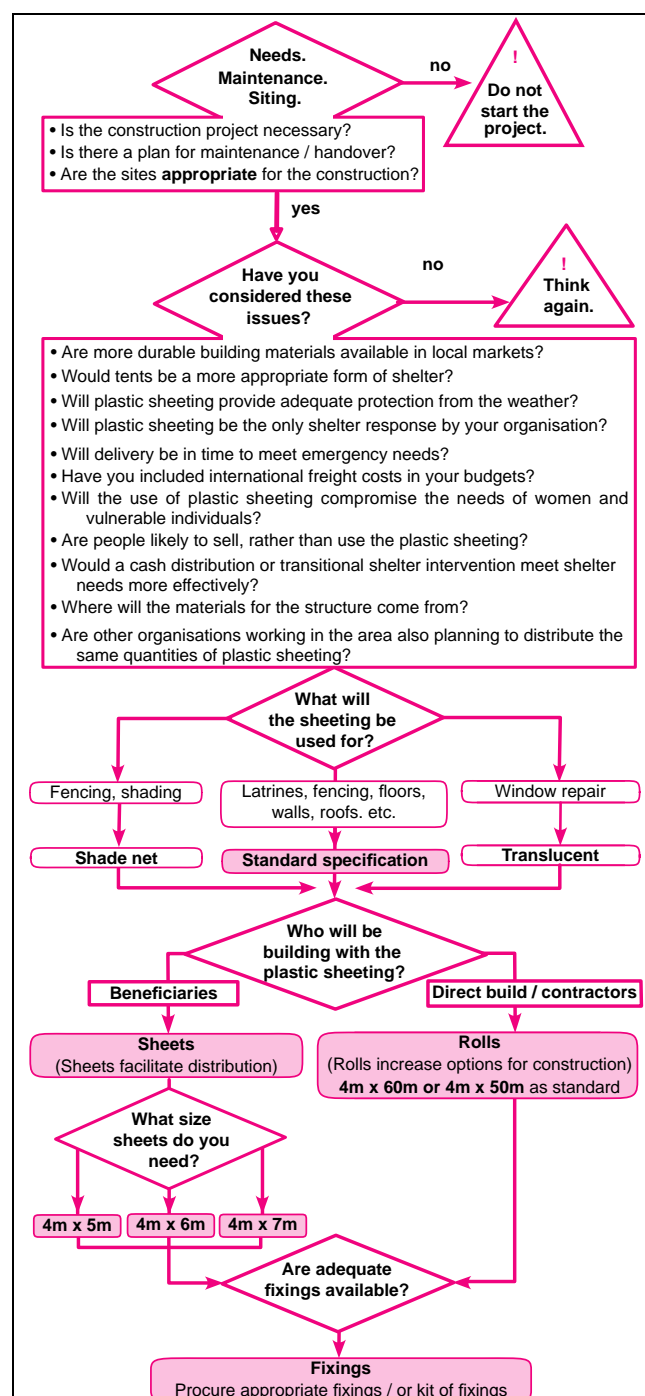 Needs.
Maintenance.
Siting.
no
!
Do not
start the
project.
• Is the construction project necessary?
• Is there a plan for maintenance / handover?
• Are the sites appropriate for the construction?
yes
Have you
considered these
issues?
no
!
Think
again.
• Are more durable building materials available in local markets?
• Would tents be a more appropriate form of shelter?
• Will plastic sheeting provide adequate protection from the weather?
• Will plastic sheeting be the only shelter response by your organisation?
• Will delivery be in time to meet emergency needs?
• Have you included international freight costs in your budgets?
• Will the use of plastic sheeting compromise the needs of women and
vulnerable individuals?
• Are people likely to sell, rather than use the plastic sheeting?
• Would a cash distribution or transitional shelter intervention meet shelter
needs more effectively?
• Where will the materials for the structure come from?
• Are other organisations working in the area also planning to distribute the
same quantities of plastic sheeting?
What will
the sheeting be
used for?
Fencing, shading
Latrines, fencing, floors,
walls, roofs. etc.
Window repair
Shade net
Standard specification
Translucent
Who will be
building with the
plastic sheeting?
Beneficiaries
Direct build / contractors
Sheets
(Sheets facilitate distribution)
Rolls
(Rolls increase options for construction)
4m x 60m or 4m x 50m as standard
What size
sheets do you
need?
4m x 5m
4m x 6m
4m x 7m
Are adequate
fixings available?
Fixings
Procure appropriate fixings / or kit of fixings